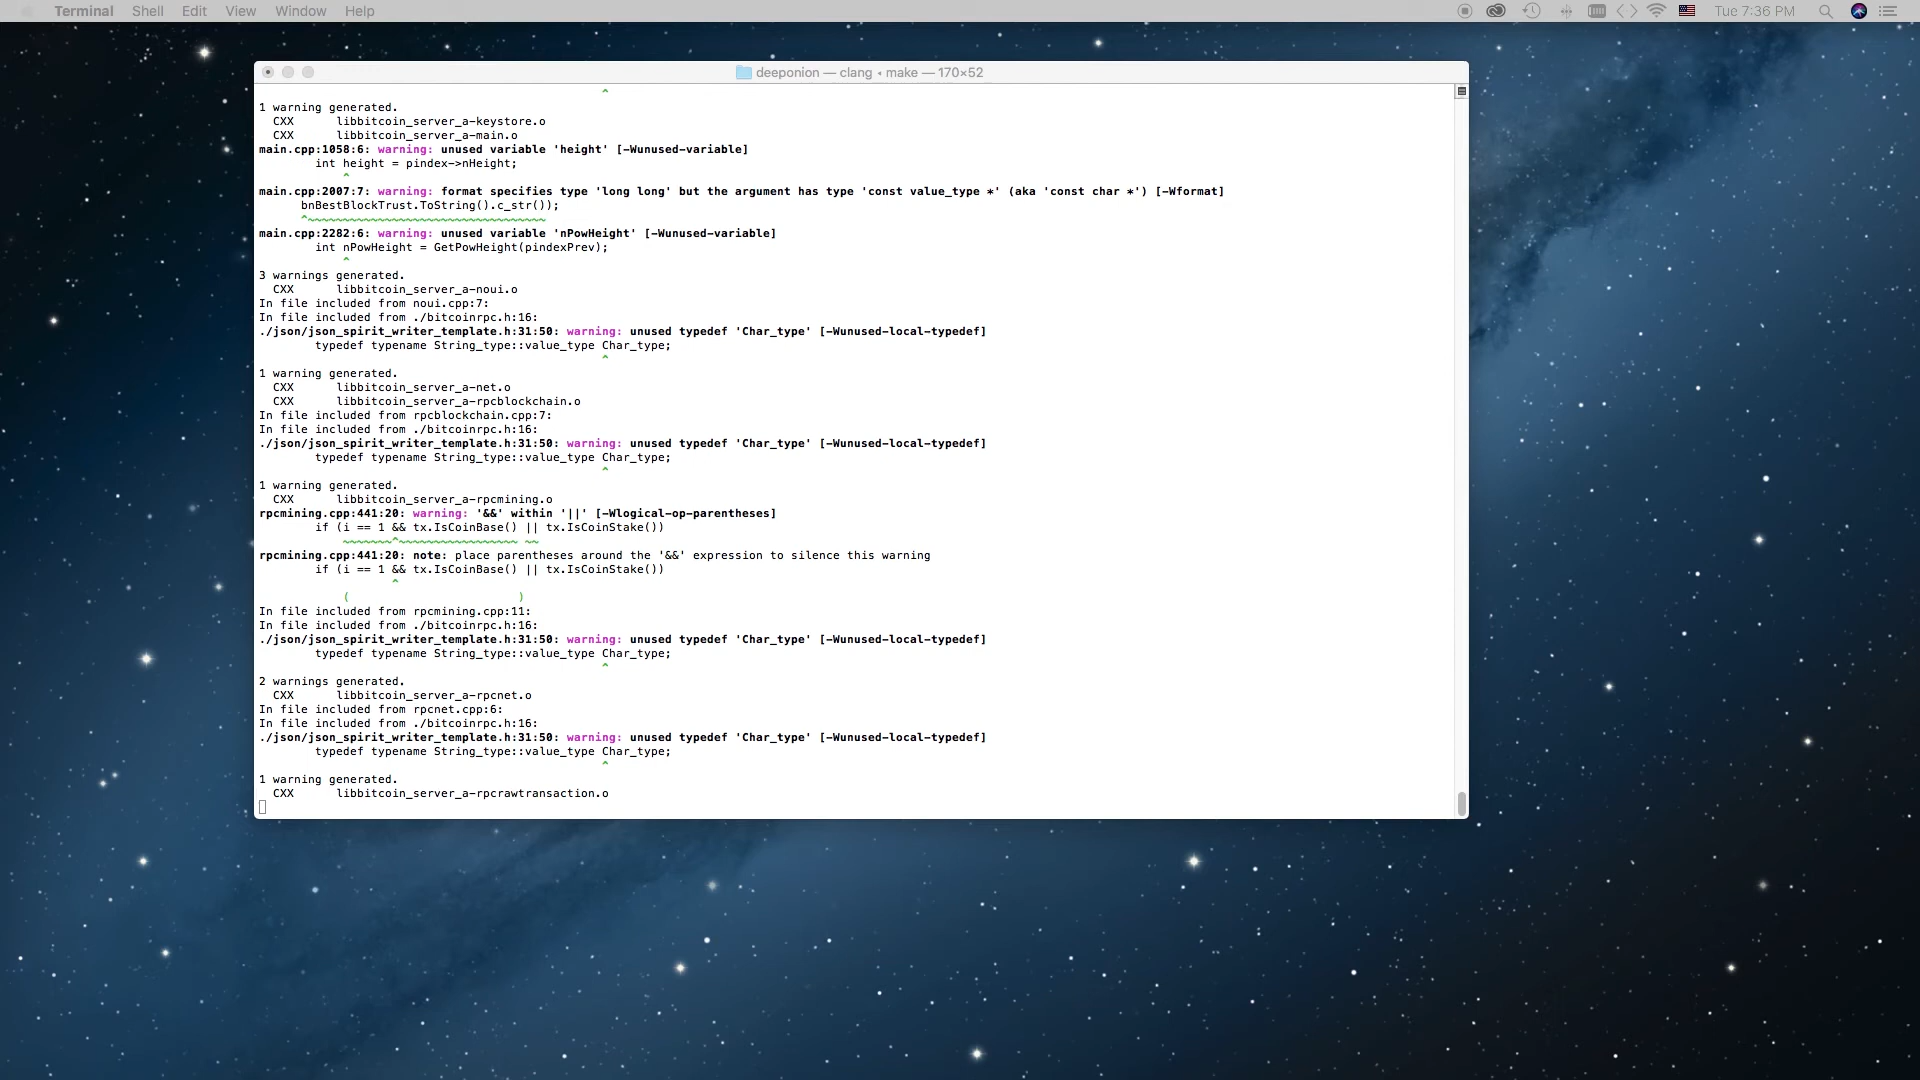 Terminal Shell Edit View Window Help Tue 7:36 PM
deeponion — clang ◂ make — 170×52
^
1 warning generated.
CXX libbitcoin_server_a-keystore.o
CXX libbitcoin_server_a-main.o
main.cpp:1058:6: warning: unused variable 'height' [-Wunused-variable]
int height = pindex->nHeight;
^
main.cpp:2007:7: warning: format specifies type 'long long' but the argument has type 'const value_type *' (aka 'const char *') [-Wformat]
bnBestBlockTrust.ToString().c_str());
^~~~~~~~~~~~~~~~~~~~~~~~~~~~~~~~~~~
main.cpp:2282:6: warning: unused variable 'nPowHeight' [-Wunused-variable]
int nPowHeight = GetPowHeight(pindexPrev);
^
3 warnings generated.
CXX libbitcoin_server_a-noui.o
In file included from noui.cpp:7:
In file included from ./bitcoinrpc.h:16:
./json/json_spirit_writer_template.h:31:50: warning: unused typedef 'Char_type' [-Wunused-local-typedef]
typedef typename String_type::value_type Char_type;
^
1 warning generated.
CXX libbitcoin_server_a-net.o
CXX libbitcoin_server_a-rpcblockchain.o
In file included from rpcblockchain.cpp:7:
In file included from ./bitcoinrpc.h:16:
./json/json_spirit_writer_template.h:31:50: warning: unused typedef 'Char_type' [-Wunused-local-typedef]
typedef typename String_type::value_type Char_type;
^
1 warning generated.
CXX libbitcoin_server_a-rpcmining.o
rpcmining.cpp:441:20: warning: '&&' within '||' [-Wlogical-op-parentheses]
if (i == 1 && tx.IsCoinBase() || tx.IsCoinStake())
~~~~~~~^~~~~~~~~~~~~~~~~~ ~~
rpcmining.cpp:441:20: note: place parentheses around the '&&' expression to silence this warning
if (i == 1 && tx.IsCoinBase() || tx.IsCoinStake())
^
( )
In file included from rpcmining.cpp:11:
In file included from ./bitcoinrpc.h:16:
./json/json_spirit_writer_template.h:31:50: warning: unused typedef 'Char_type' [-Wunused-local-typedef]
typedef typename String_type::value_type Char_type;
^
2 warnings generated.
CXX libbitcoin_server_a-rpcnet.o
In file included from rpcnet.cpp:6:
In file included from ./bitcoinrpc.h:16:
./json/json_spirit_writer_template.h:31:50: warning: unused typedef 'Char_type' [-Wunused-local-typedef]
typedef typename String_type::value_type Char_type;
^
1 warning generated.
CXX libbitcoin_server_a-rpcrawtransaction.o